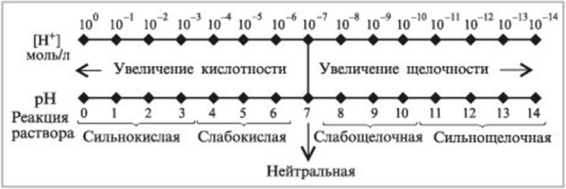 10⁰ 10⁻¹ 10⁻² 10⁻³ 10⁻⁴ 10⁻⁵ 10⁻⁶ 10⁻⁷ 10⁻⁷ 10⁻⁹ 10⁻¹⁰ 10⁻¹¹ 10⁻¹² 10⁻¹³ 10⁻¹⁴
[H⁺]
моль/л
Увеличение кислотности Увеличение щелочности
pH
0 1 2 3 4 5 6 7 8 9 10 11 12 13 14
Реакция
раствора
Сильнокислая Слабокислая Слабощелочная Сильнощелочная
Нейтральная